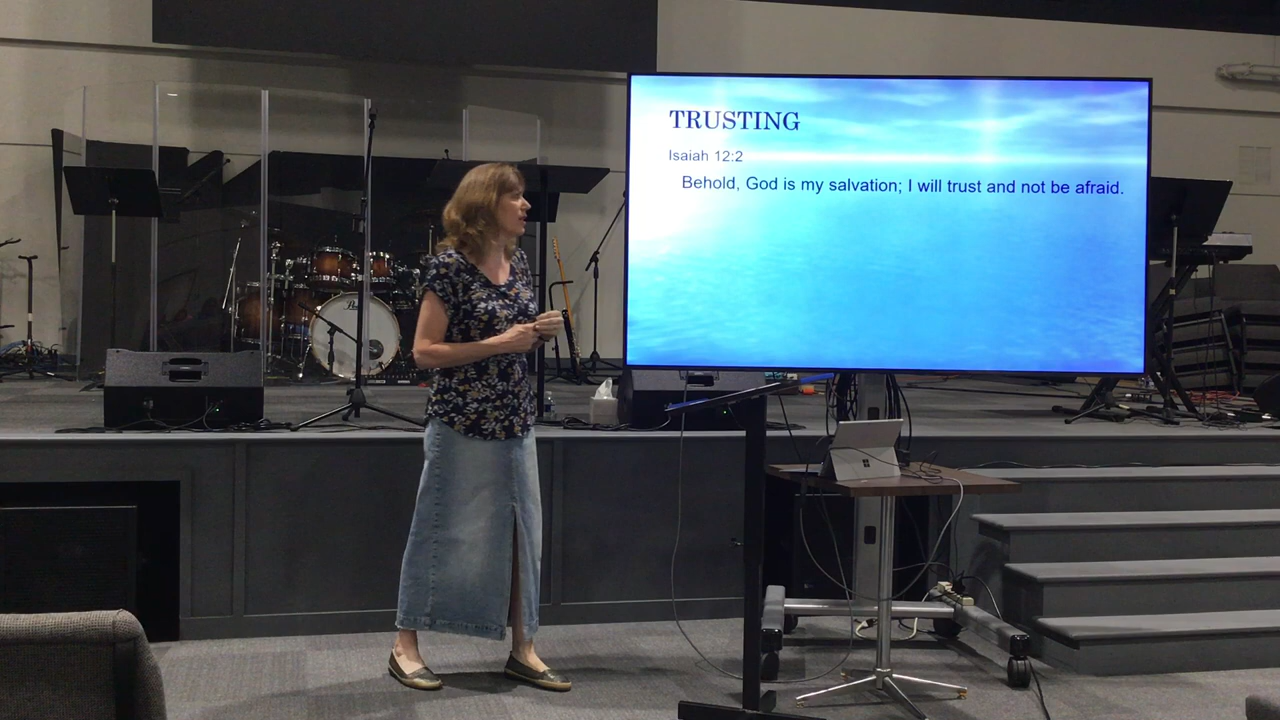 TRUSTING
Isaiah 12:2
Behold, God is my salvation; I will trust and not be afraid.